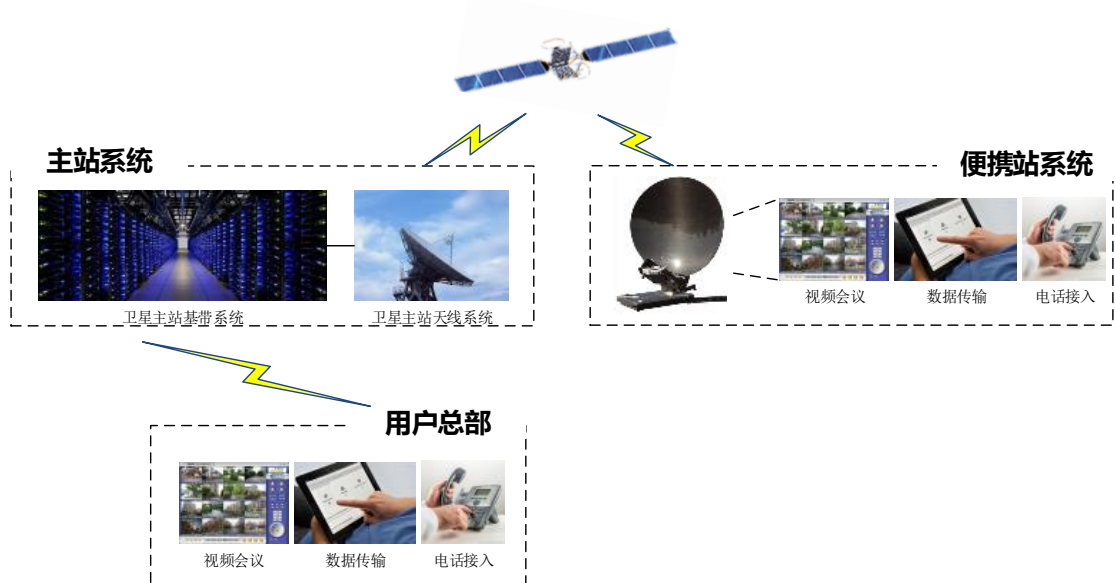 主站系统
便携站系统
卫星主站基带系统
卫星主站天线系统
视频会议
数据传输
电话接入
用户总部
视频会议
数据传输
电话接入